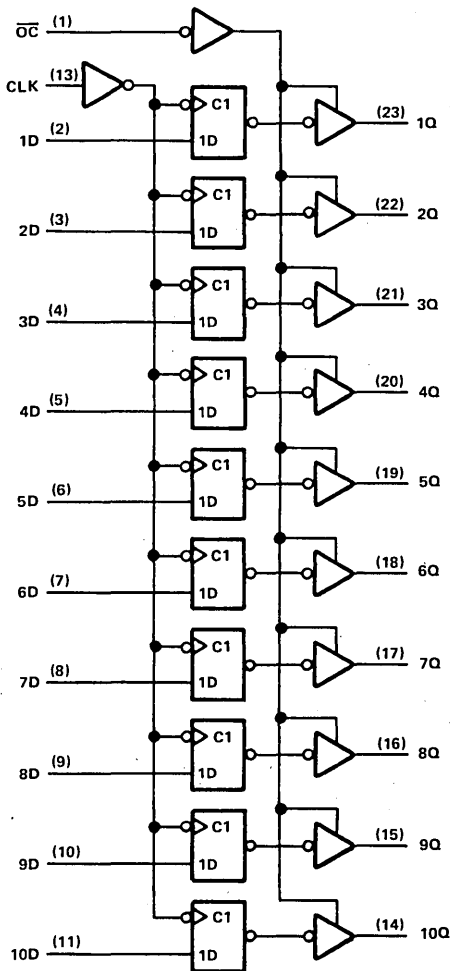 OC (1)
CLK (13)
C1 (23) 1Q
1D (2) 1D
C1 (22) 2Q
2D (3) 1D
C1 (21) 3Q
3D (4) 1D
C1 (20) 4Q
4D (5) 1D
C1 (19) 5Q
5D (6) 1D
C1 (18) 6Q
6D (7) 1D
C1 (17) 7Q
7D (8) 1D
C1 (16) 8Q
8D (9) 1D
C1 (15) 9Q
9D (10) 1D
C1 (14) 10Q
10D (11) 1D